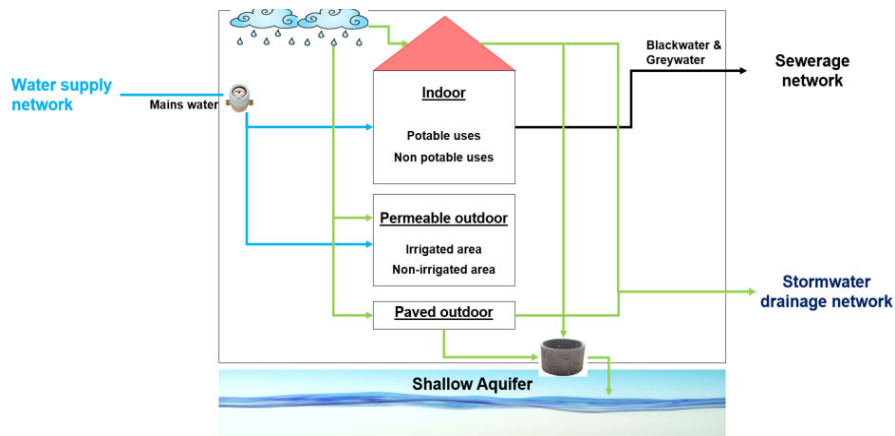 Water supply
network
Mains water
Indoor
Potable uses
Non potable uses
Blackwater &
Greywater
Sewerage
network
Permeable outdoor
Irrigated area
Non-irrigated area
Paved outdoor
Stormwater
drainage network
Shallow Aquifer